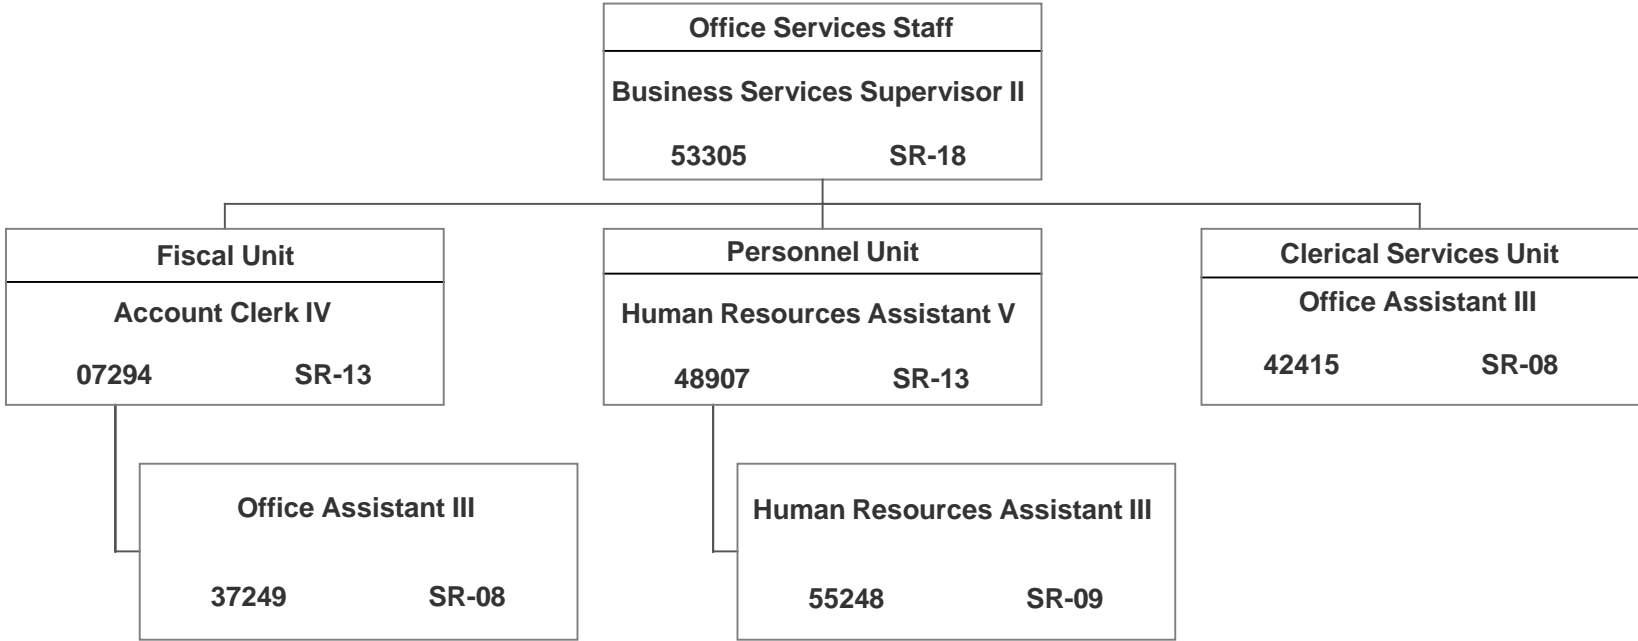 Office Services Staff
Business Services Supervisor II
53305 SR-18
Fiscal Unit
Account Clerk IV
07294 SR-13
Personnel Unit
Human Resources Assistant V
48907 SR-13
Clerical Services Unit
Office Assistant III
42415 SR-08
Office Assistant III
37249 SR-08
Human Resources Assistant III
55248 SR-09